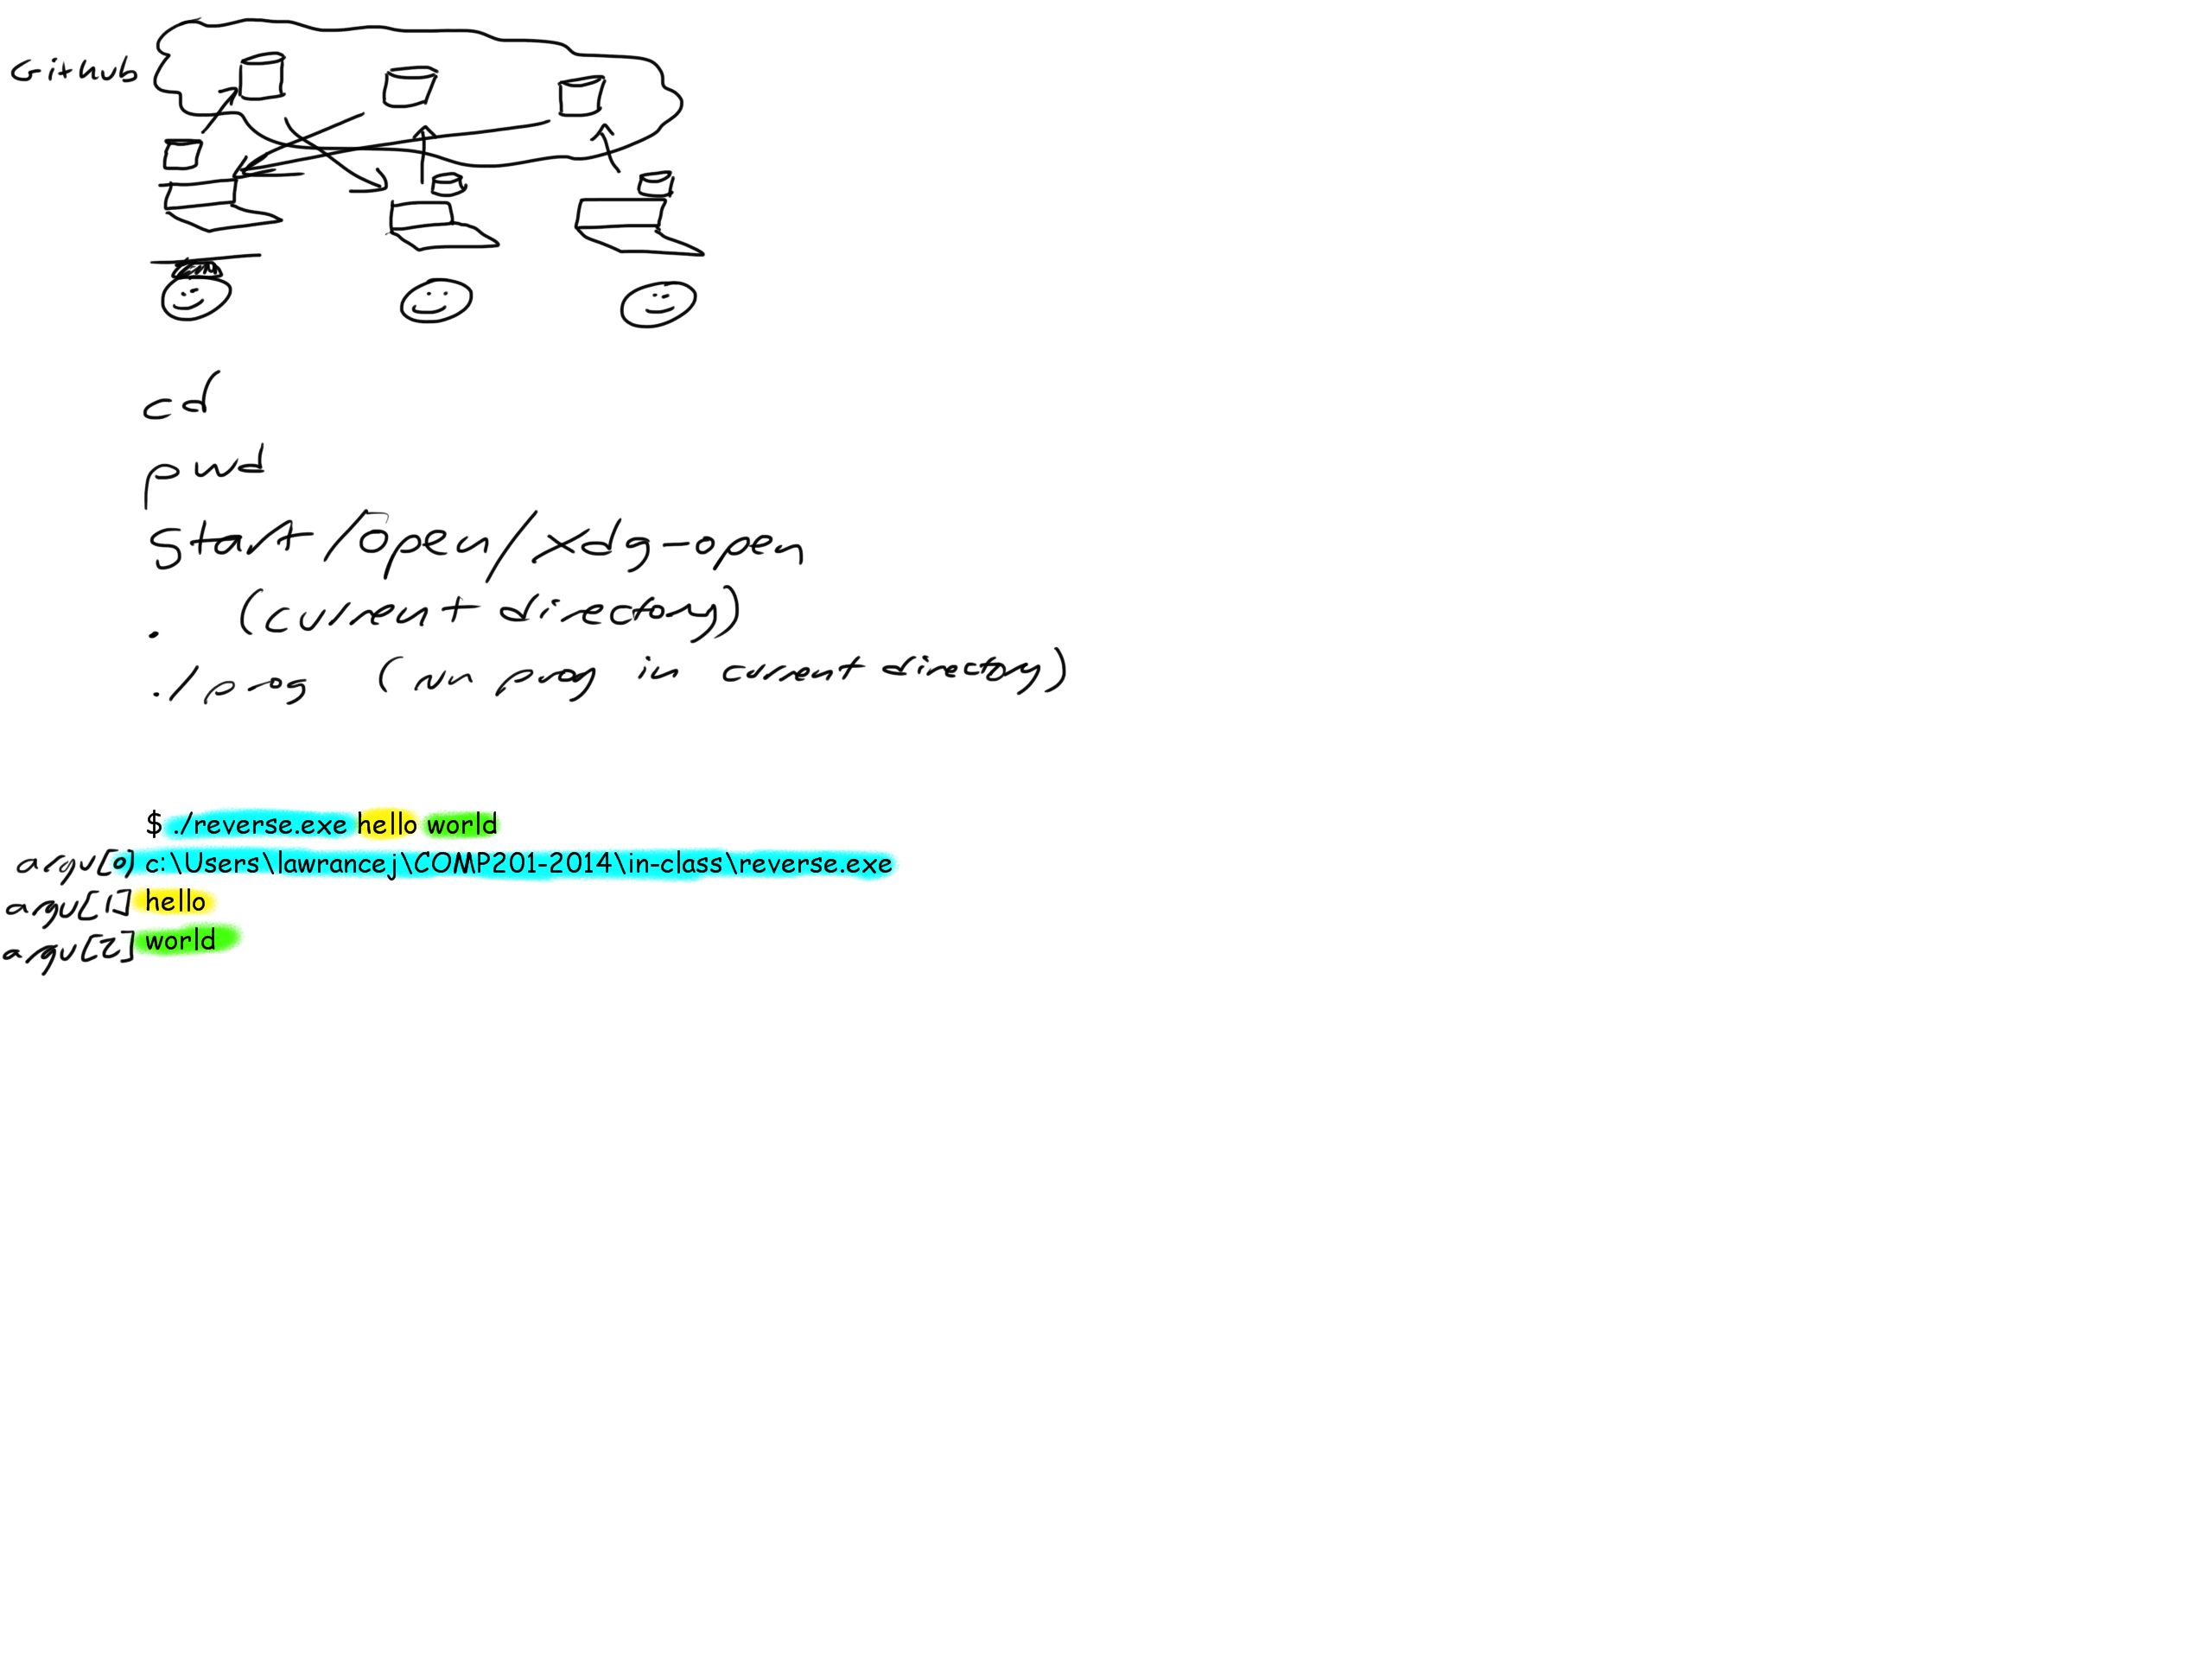 Github
cd
pwd
start/open/xdg-open
. (current directory)
./prog (run prog in current directory)
$ ./reverse.exe hello world
argv[0] c:\Users\lawrancej\COMP201-2014\in-class\reverse.exe
argv[1] hello
argv[2] world